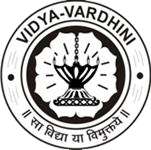 VIDYA-VARDHINI
॥ सा विद्या या विमुक्तये ॥